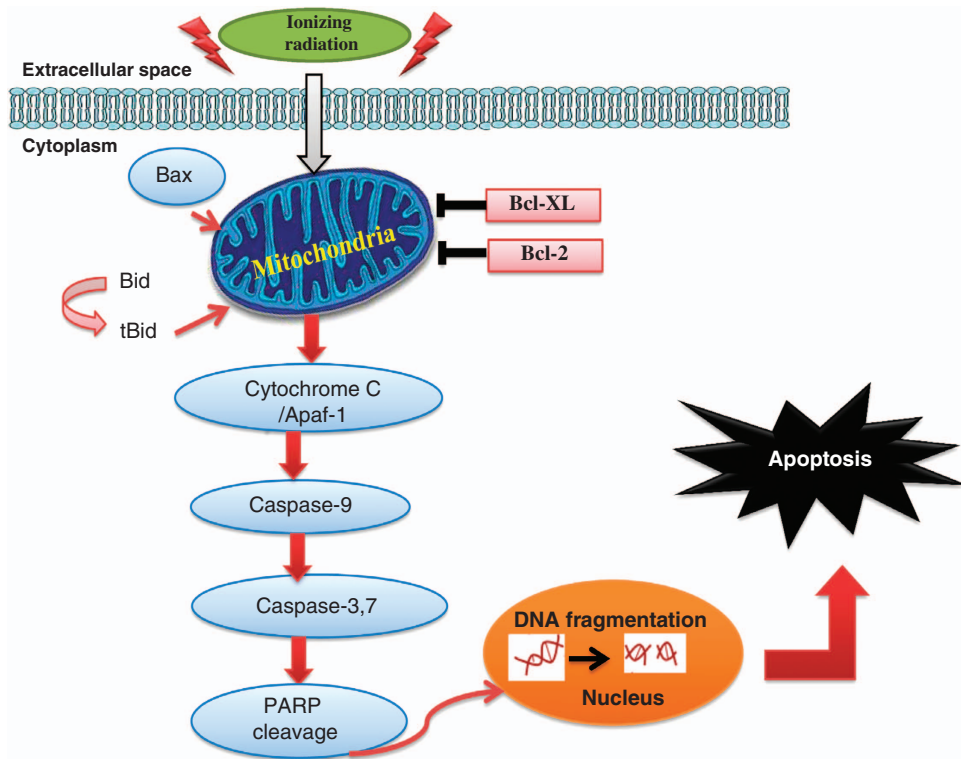 Ionizing
radiation
Extracellular space
Cytoplasm
Bax
Bcl-XL
Mitochondria
Bcl-2
Bid
tBid
Cytochrome C
/Apaf-1
Apoptosis
Caspase-9
Caspase-3,7
DNA fragmentation
Nucleus
PARP
cleavage